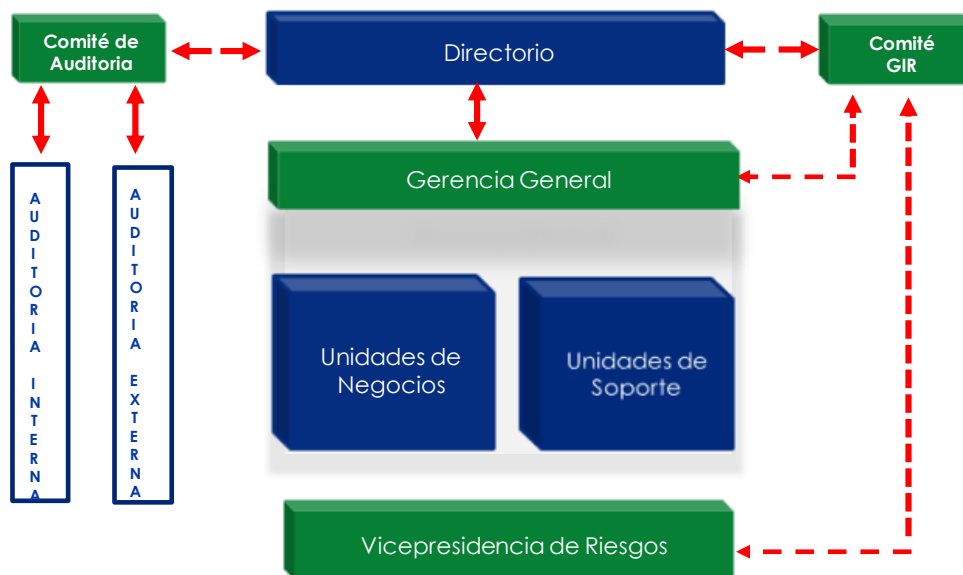 Comité de
Auditoria
Directorio
Comité
GIR
Gerencia General
AUDITORIA INTERNA
AUDITORIA EXTERNA
Unidades de
Negocios
Unidades de
Soporte
Vicepresidencia de Riesgos